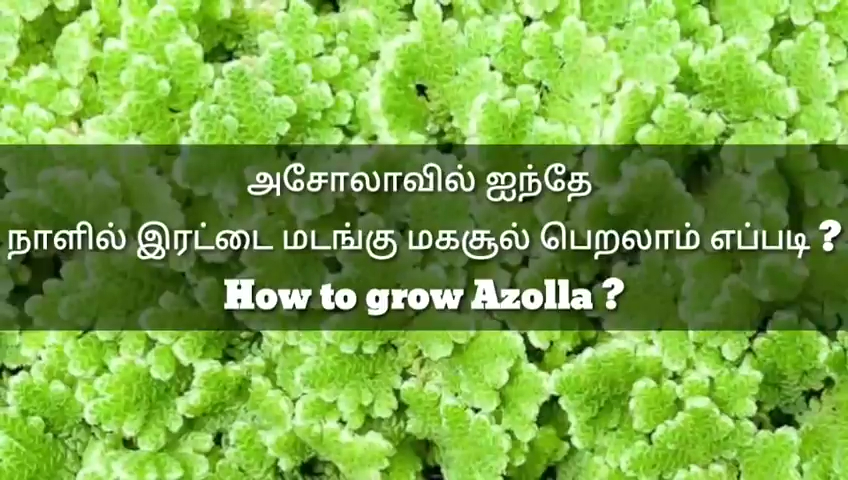 அசோலாவில் ஐந்தே
நாளில் இரட்டை மடங்கு மகசூல் பெறலாம் எப்படி ?
How to grow Azolla ?